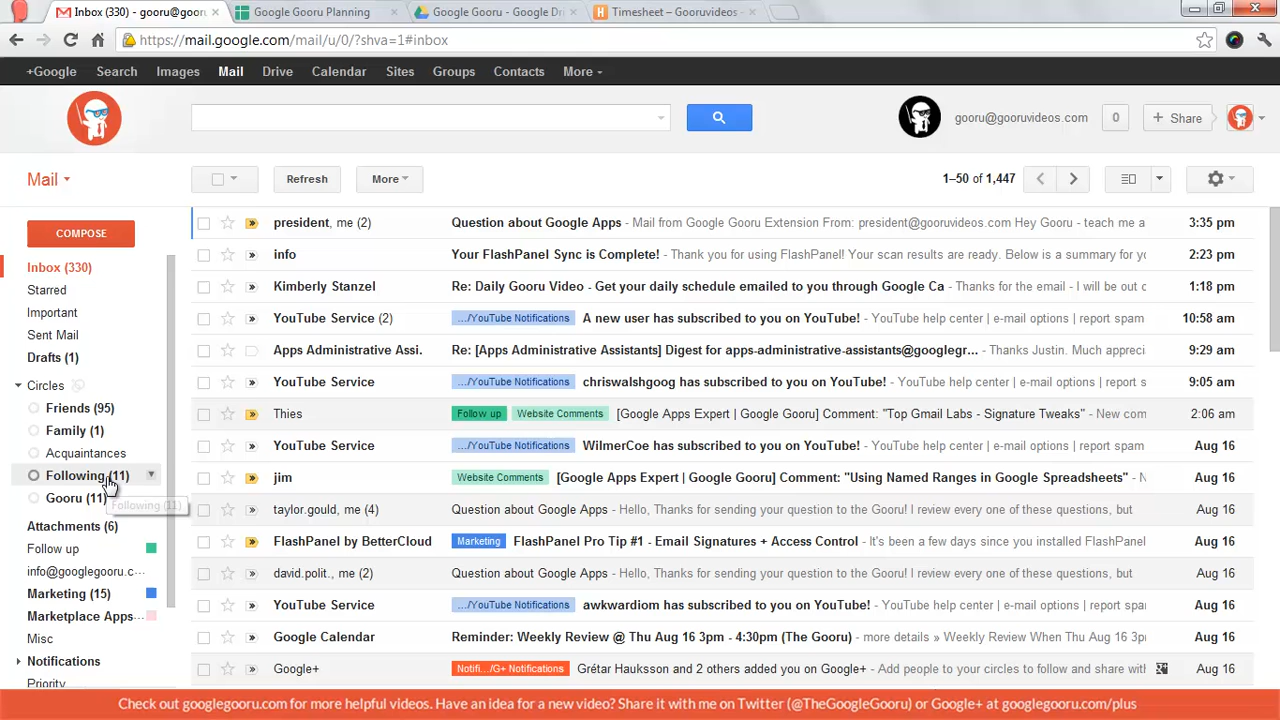 Inbox (330) - gooru@goor
Google Gooru Planning
Google Gooru - Google Dri
Timesheet – Gooruvideos –
https://mail.google.com/mail/u/0/?shva=1#inbox
+Google Search Images Mail Drive Calendar Sites Groups Contacts More
gooru@gooruvideos.com 0 + Share
Mail Refresh More 1–50 of 1,447
COMPOSE
Inbox (330)
Starred
Important
Sent Mail
Drafts (1)
Circles
Friends (95)
Family (1)
Acquaintances
Following (11)
Gooru (11) Following (11)
Attachments (6)
Follow up
info@googlegooru.c...
Marketing (15)
Marketplace Apps...
Misc
Notifications
Priority
president, me (2) Question about Google Apps - Mail from Google Gooru Extension From: president@gooruvideos.com Hey Gooru - teach me a 3:35 pm
info Your FlashPanel Sync is Complete! - Thank you for using FlashPanel! Your scan results are ready. Below is a summary for yo 2:23 pm
Kimberly Stanzel Re: Daily Gooru Video - Get your daily schedule emailed to you through Google Ca - Thanks for the email - I will be out o 1:18 pm
YouTube Service (2) .../YouTube Notifications A new user has subscribed to you on YouTube! - YouTube help center | e-mail options | report spam 10:58 am
Apps Administrative Assi. Re: [Apps Administrative Assistants] Digest for apps-administrative-assistants@googlegr... - Thanks Justin. Much appreci 9:29 am
YouTube Service .../YouTube Notifications chriswalshgoog has subscribed to you on YouTube! - YouTube help center | e-mail options | report spam 9:05 am
Thies Follow up Website Comments [Google Apps Expert | Google Gooru] Comment: "Top Gmail Labs - Signature Tweaks" - New com 2:06 am
YouTube Service .../YouTube Notifications WilmerCoe has subscribed to you on YouTube! - YouTube help center | e-mail options | report spam Aug 16
jim Website Comments [Google Apps Expert | Google Gooru] Comment: "Using Named Ranges in Google Spreadsheets" - New com Aug 16
taylor.gould, me (4) Question about Google Apps - Hello, Thanks for sending your question to the Gooru! I review every one of these questions, but Aug 16
FlashPanel by BetterCloud Marketing FlashPanel Pro Tip #1 - Email Signatures + Access Control - It's been a few days since you installed FlashPanel Aug 16
david.polit., me (2) Question about Google Apps - Hello, Thanks for sending your question to the Gooru! I review every one of these questions, but Aug 16
YouTube Service .../YouTube Notifications awkwardiom has subscribed to you on YouTube! - YouTube help center | e-mail options | report spam Aug 16
Google Calendar Reminder: Weekly Review @ Thu Aug 16 3pm - 4:30pm (The Gooru) - more details » Weekly Review When Thu Aug 16 3pm Aug 16
Google+ Notifi.../G+ Notifications Grétar Hauksson and 2 others added you on Google+ - Add people to your circles to follow and share with Aug 16
Check out googlegooru.com for more helpful videos. Have an idea for a new video? Share it with me on Twitter (@TheGooru) or Google+ at googlegooru.com/plus